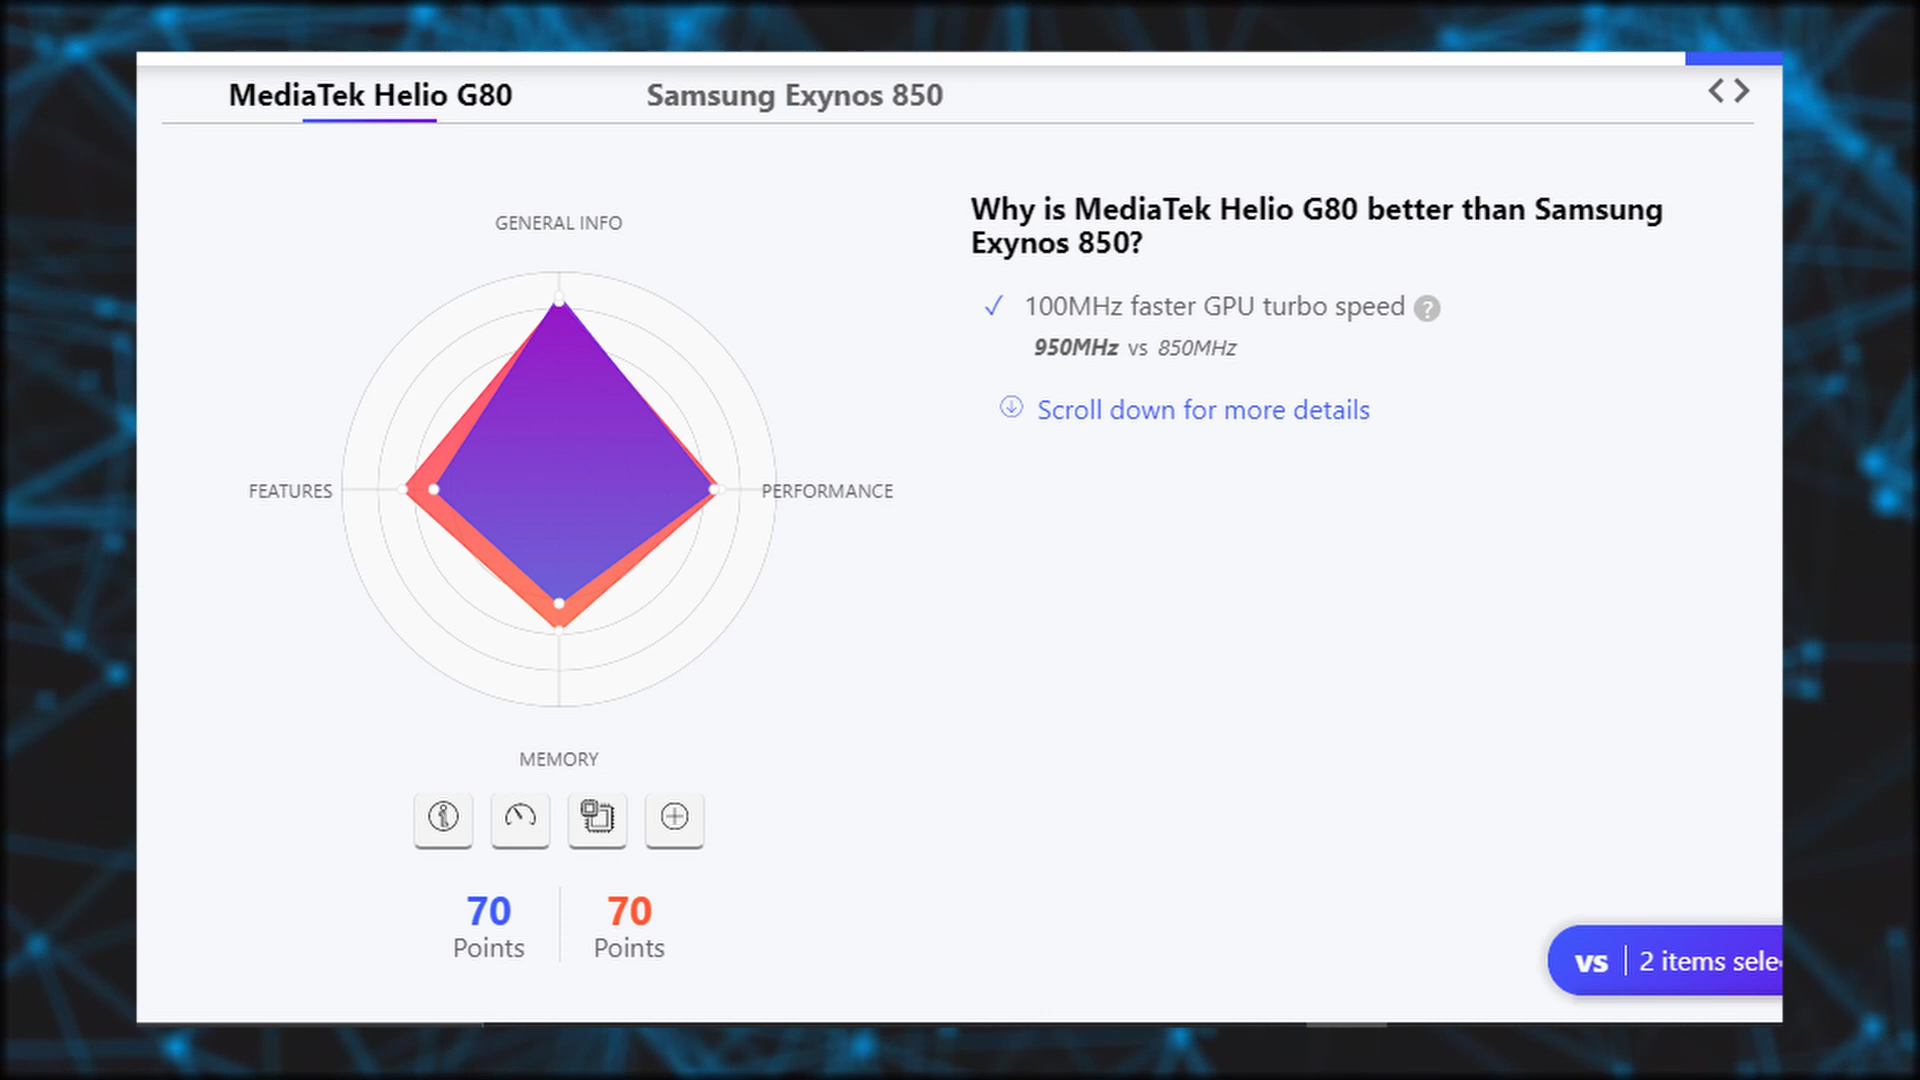 MediaTek Helio G80
Samsung Exynos 850
GENERAL INFO
FEATURES
PERFORMANCE
MEMORY
70
Points
70
Points
Why is MediaTek Helio G80 better than Samsung
Exynos 850?
100MHz faster GPU turbo speed ?
950MHz vs 850MHz
Scroll down for more details
vs 2 items sele